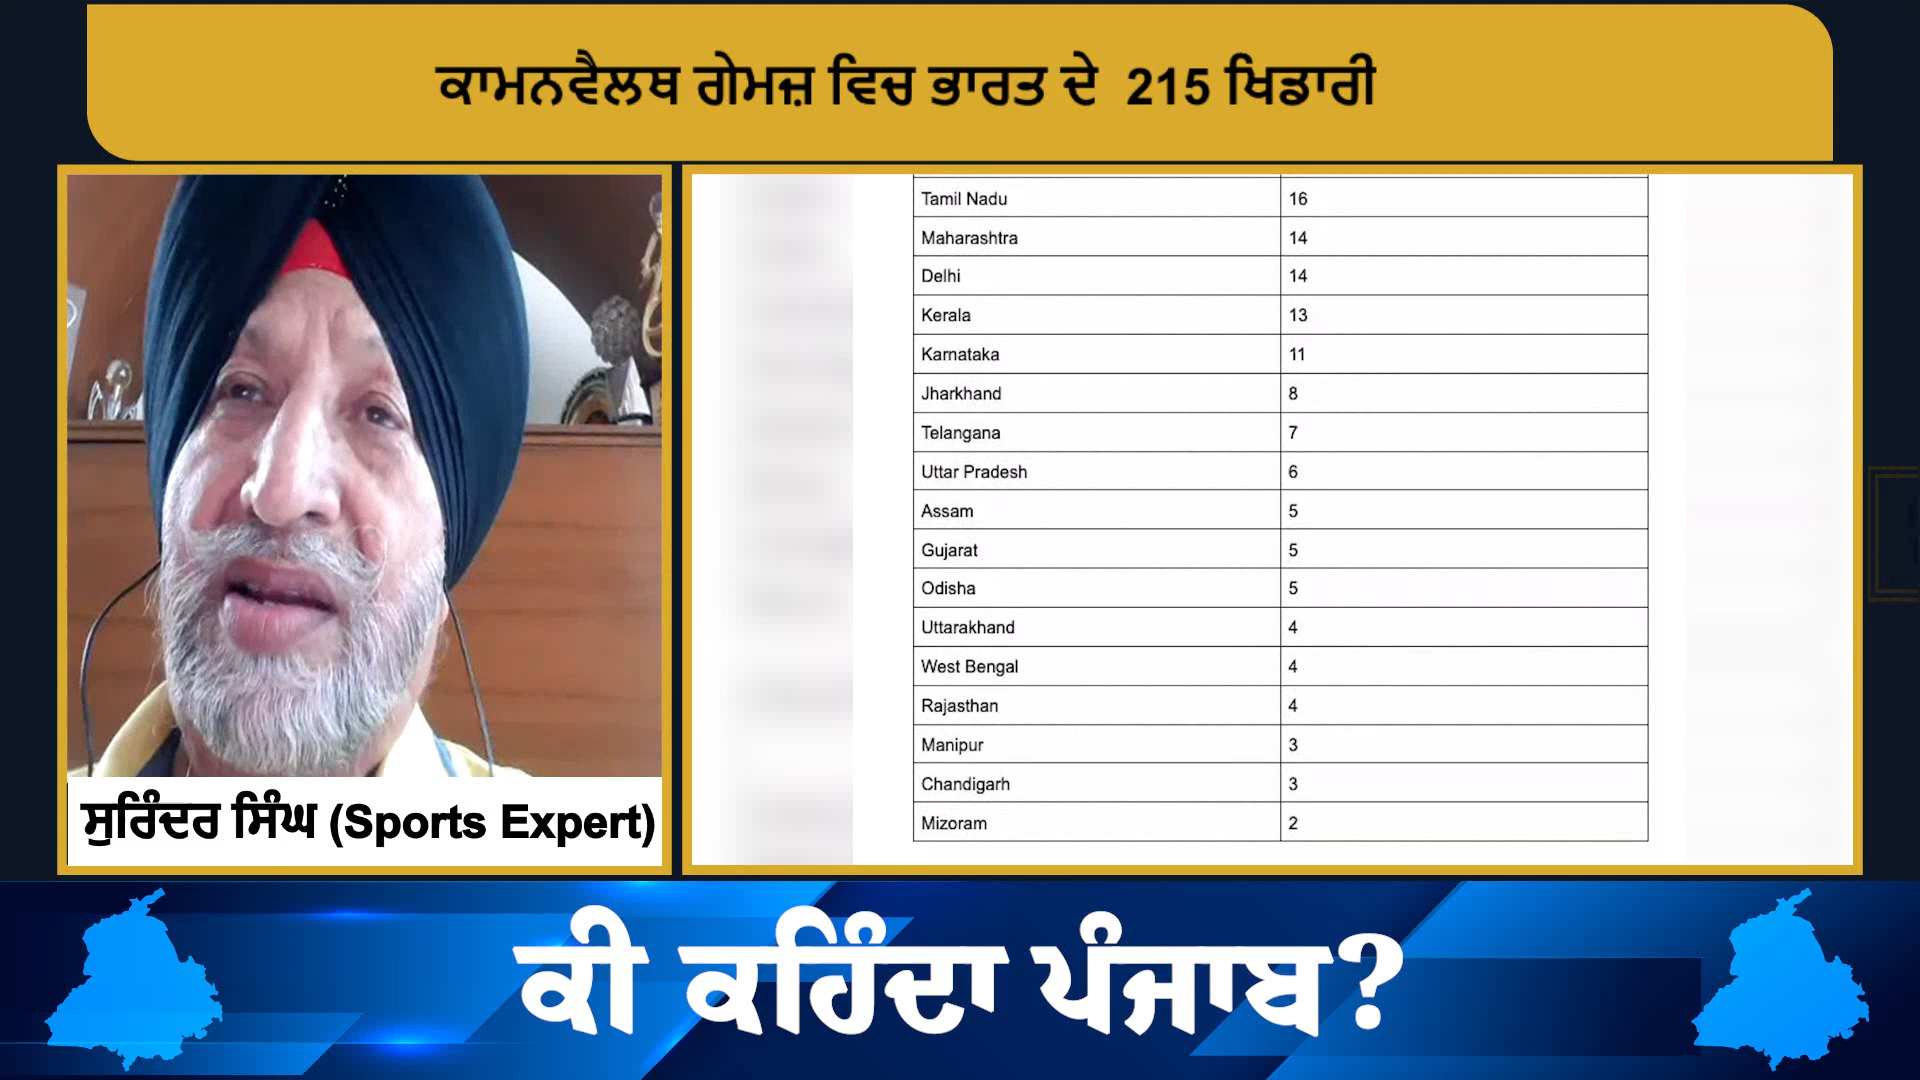 ਕਾਮਨਵੈਲਥ ਗੇਮਜ਼ ਵਿਚ ਭਾਰਤ ਦੇ 215 ਖਿਡਾਰੀ
Tamil Nadu 16
Maharashtra 14
Delhi 14
Kerala 13
Karnataka 11
Jharkhand 8
Telangana 7
Uttar Pradesh 6
Assam 5
Gujarat 5
Odisha 5
Uttarakhand 4
West Bengal 4
Rajasthan 4
Manipur 3
Chandigarh 3
Mizoram 2
ਸੁਰਿੰਦਰ ਸਿੰਘ (Sports Expert)
ਕੀ ਕਹਿੰਦਾ ਪੰਜਾਬ?